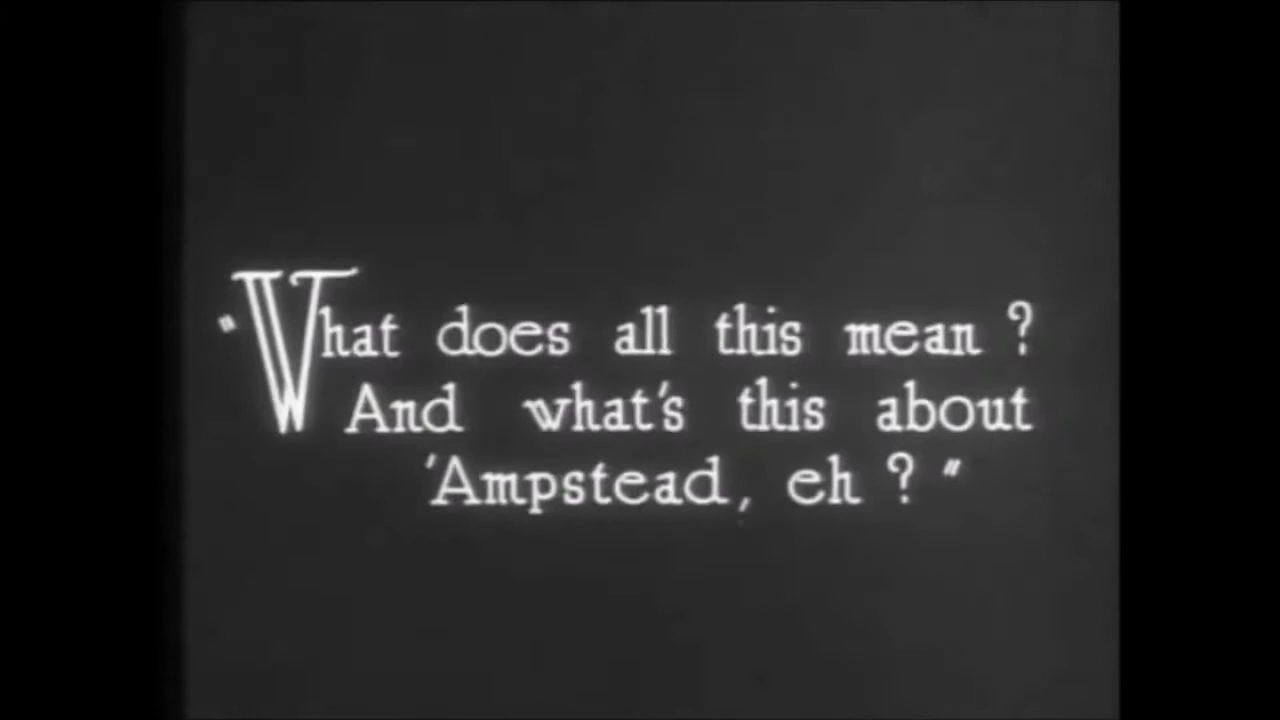 "What does all this mean ?
And what's this about
'Ampstead, eh ? "